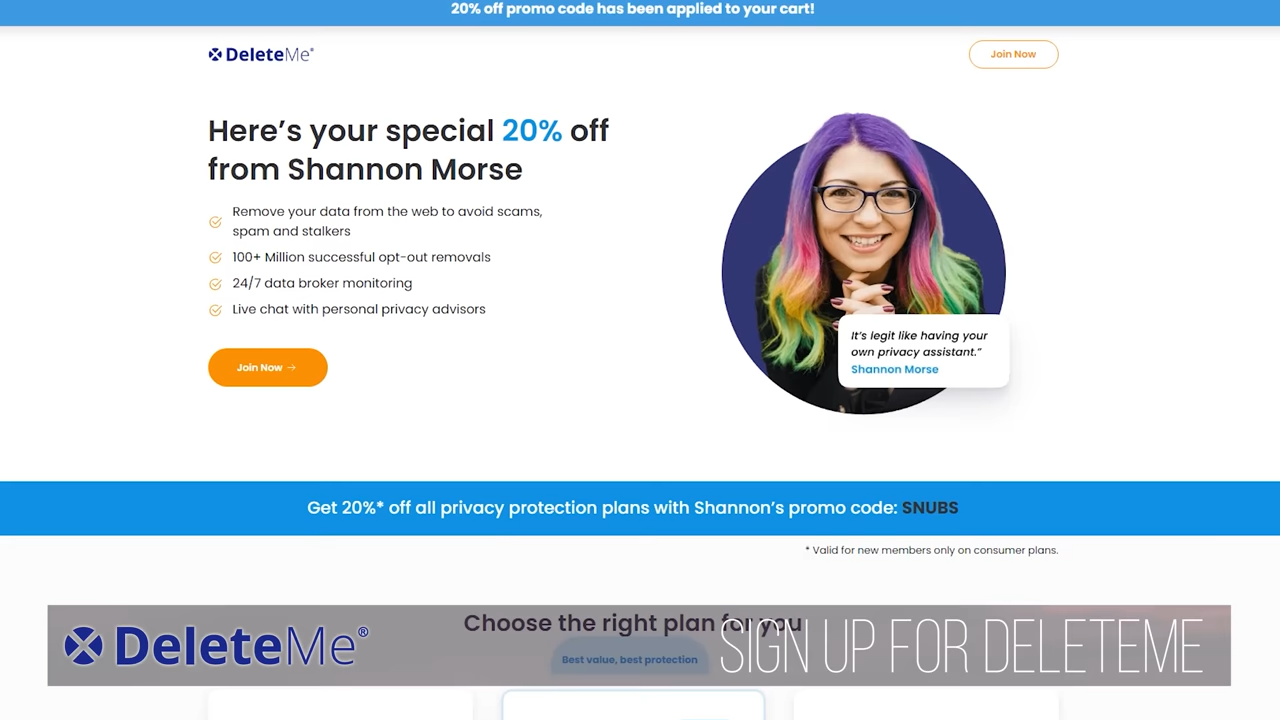 20% off promo code has been applied to your cart!
DeleteMe®
Join Now
Here's your special 20% off
from Shannon Morse
Remove your data from the web to avoid scams,
spam and stalkers
100+ Million successful opt-out removals
24/7 data broker monitoring
Live chat with personal privacy advisors
Join Now →
It's legit like having your
own privacy assistant.”
Shannon Morse
Get 20%* off all privacy protection plans with Shannon's promo code: SNUBS
* Valid for new members only on consumer plans.
Choose the right plan for you
Best value, best protection
DeleteMe®
SIGN UP FOR DELETEME